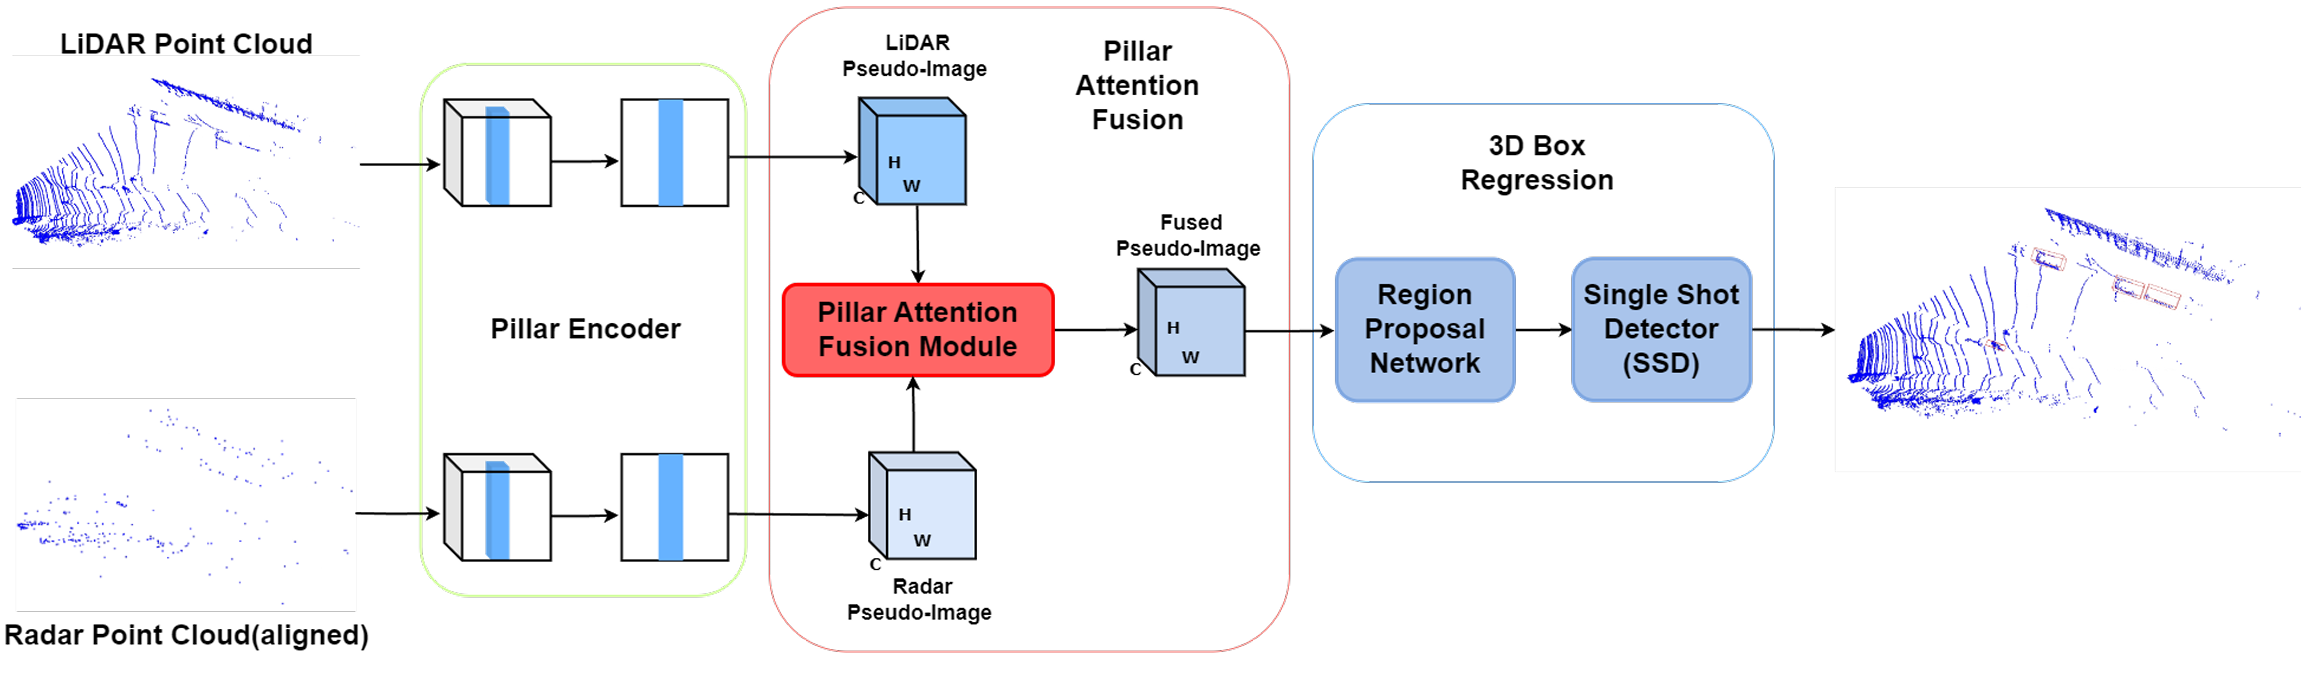 LiDAR Point Cloud
Radar Point Cloud(aligned)
Pillar Encoder
LiDAR
Pseudo-Image
H
W
C
Pillar
Attention
Fusion
Pillar Attention
Fusion Module
H
W
C
Radar
Pseudo-Image
Fused
Pseudo-Image
H
W
C
3D Box
Regression
Region
Proposal
Network
Single Shot
Detector
(SSD)